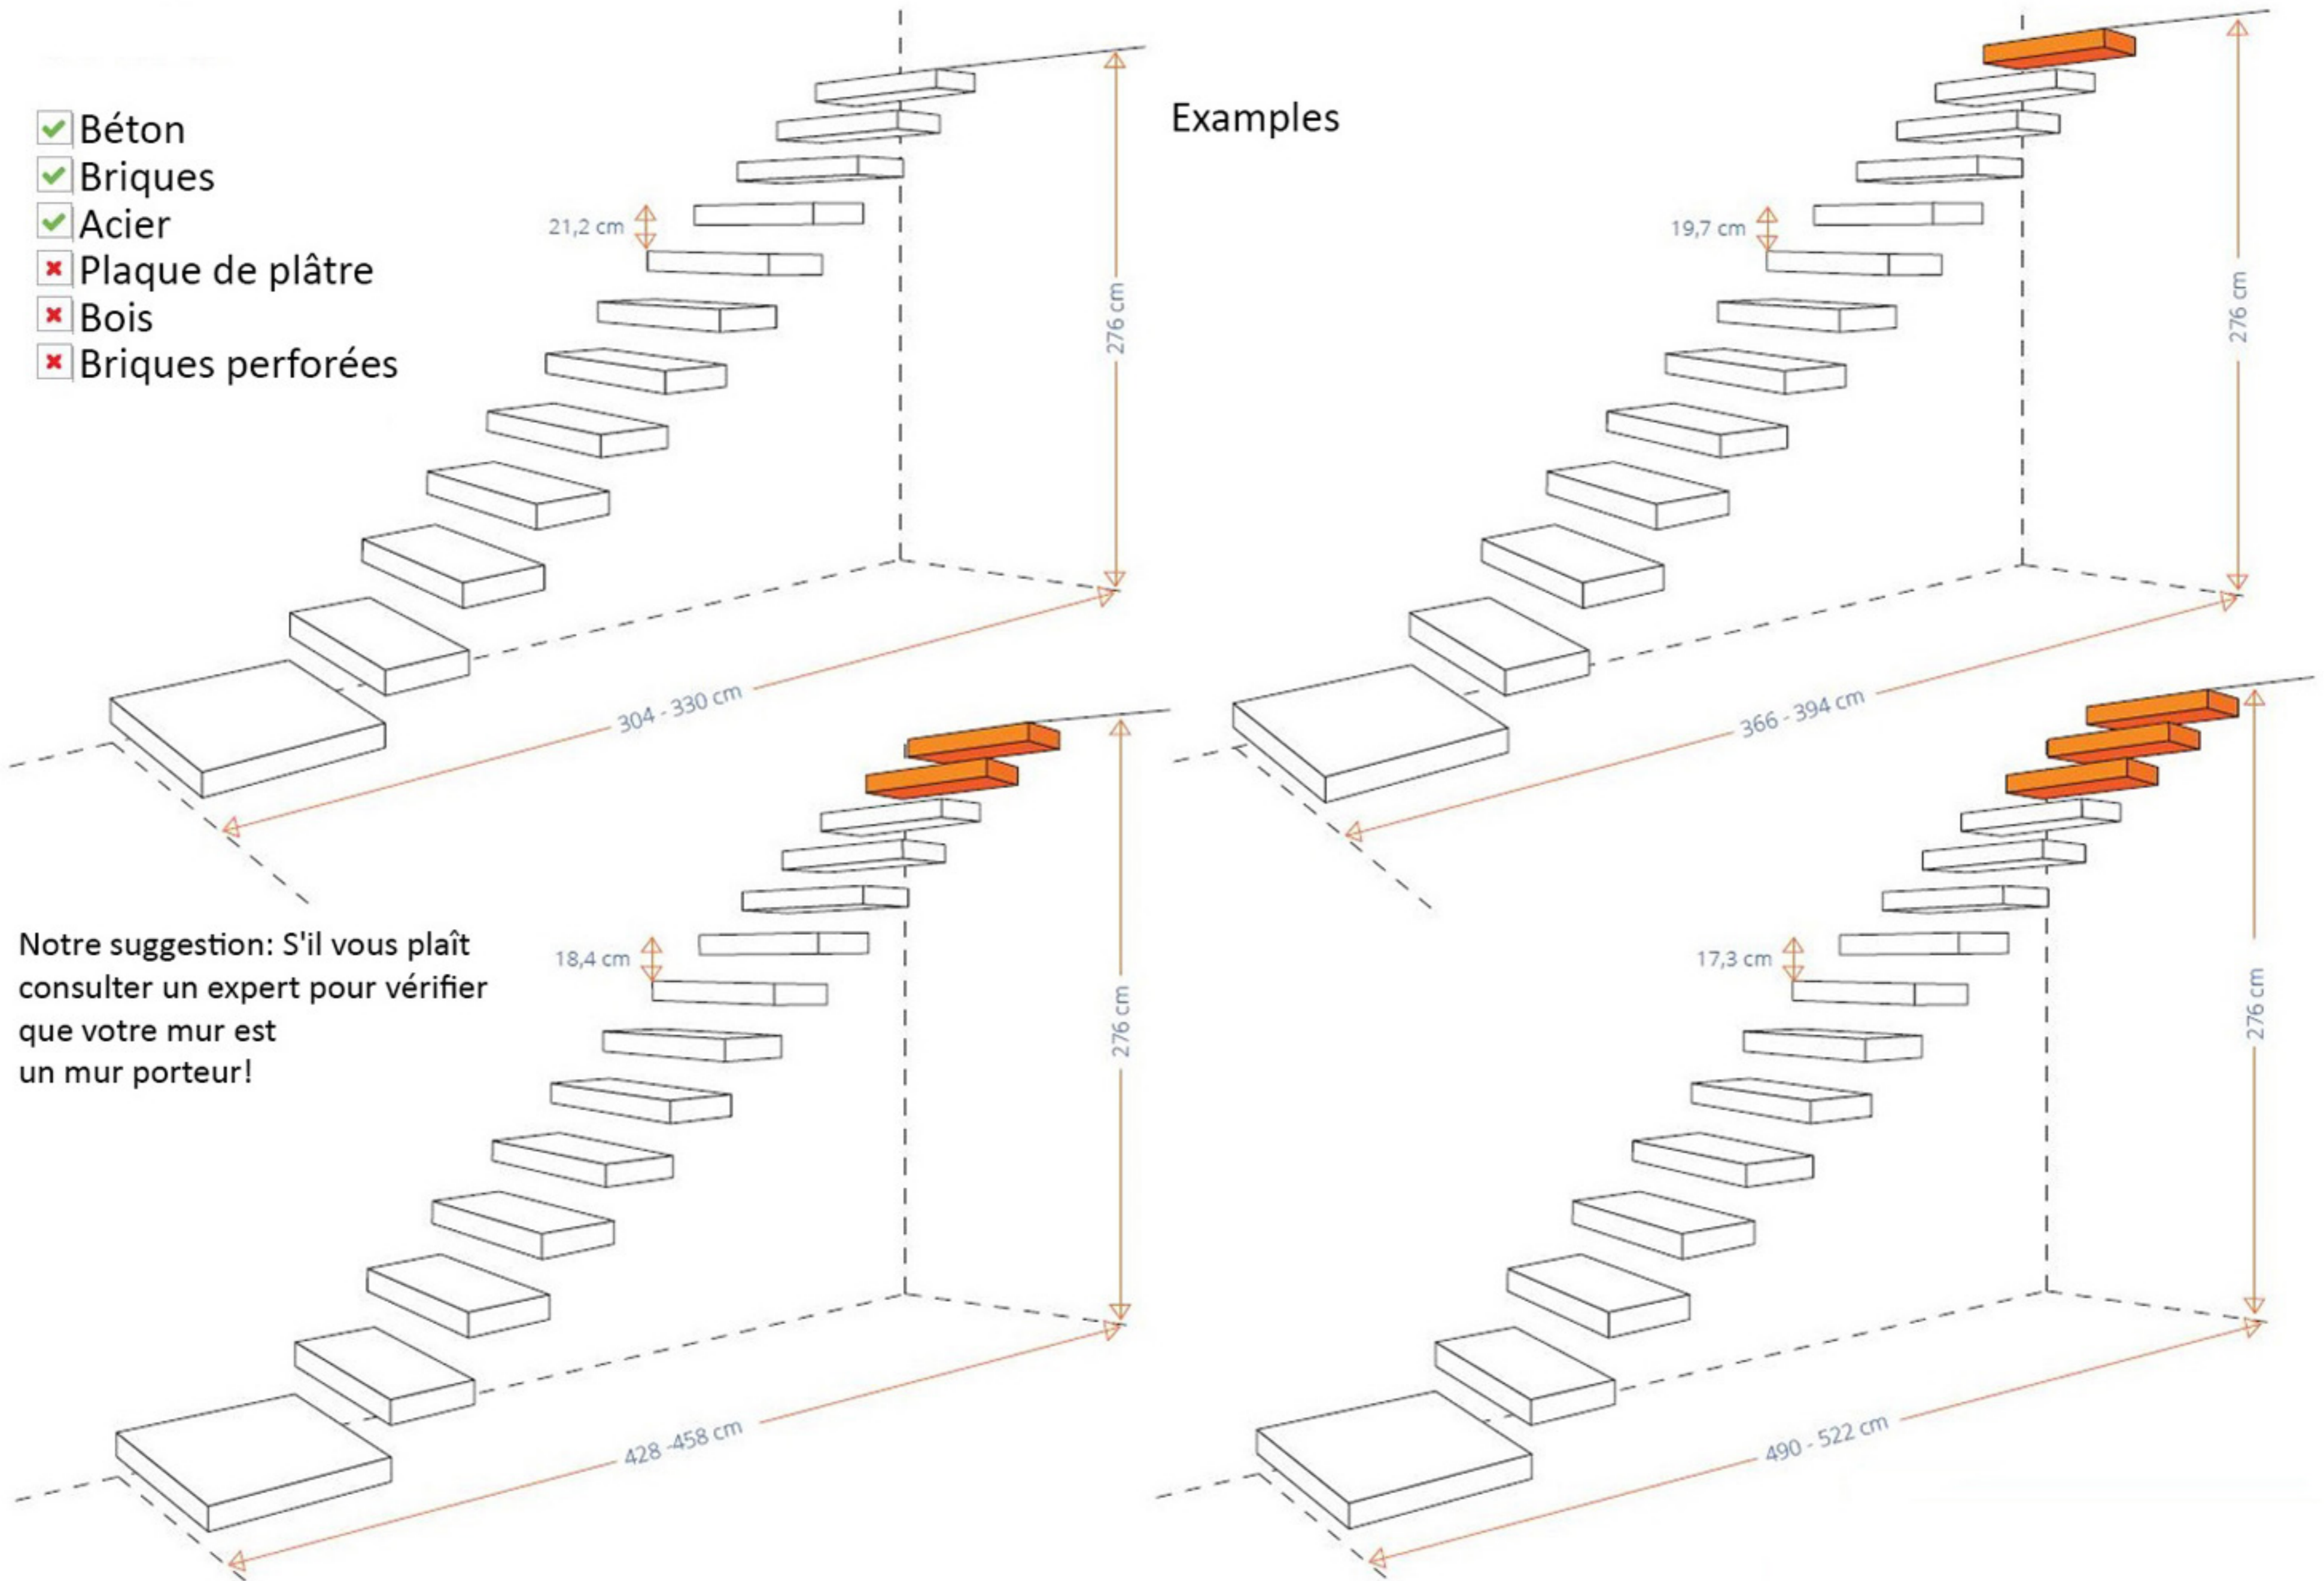 Béton
Briques
Acier
Plaque de plâtre
Bois
Briques perforées
21,2 cm
276 cm
304 - 330 cm
Examples
19,7 cm
276 cm
366 - 394 cm
Notre suggestion: S'il vous plaît
consulter un expert pour vérifier
que votre mur est
un mur porteur!
18,4 cm
276 cm
428 -458 cm
17,3 cm
276 cm
490 - 522 cm